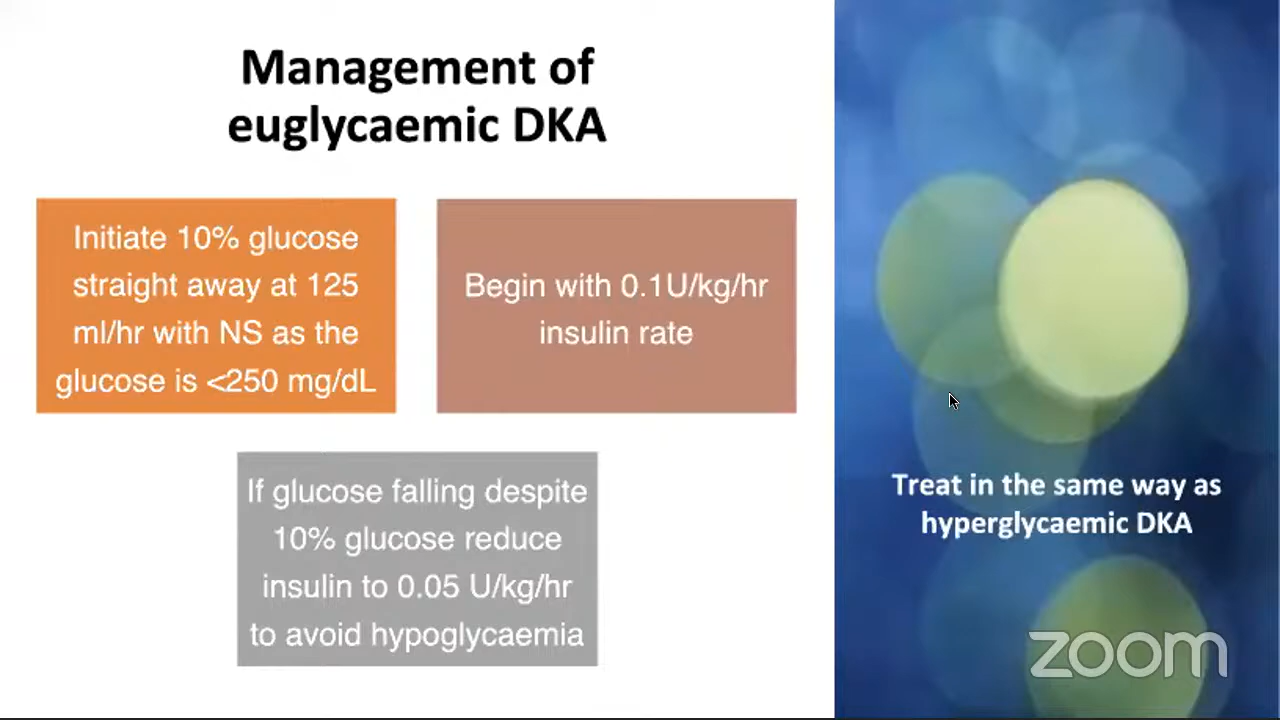 Management of
euglycaemic DKA
Initiate 10% glucose
straight away at 125
ml/hr with NS as the
glucose is <250 mg/dL
Begin with 0.1U/kg/hr
insulin rate
If glucose falling despite
10% glucose reduce
insulin to 0.05 U/kg/hr
to avoid hypoglycaemia
Treat in the same way as
hyperglycaemic DKA
zoom